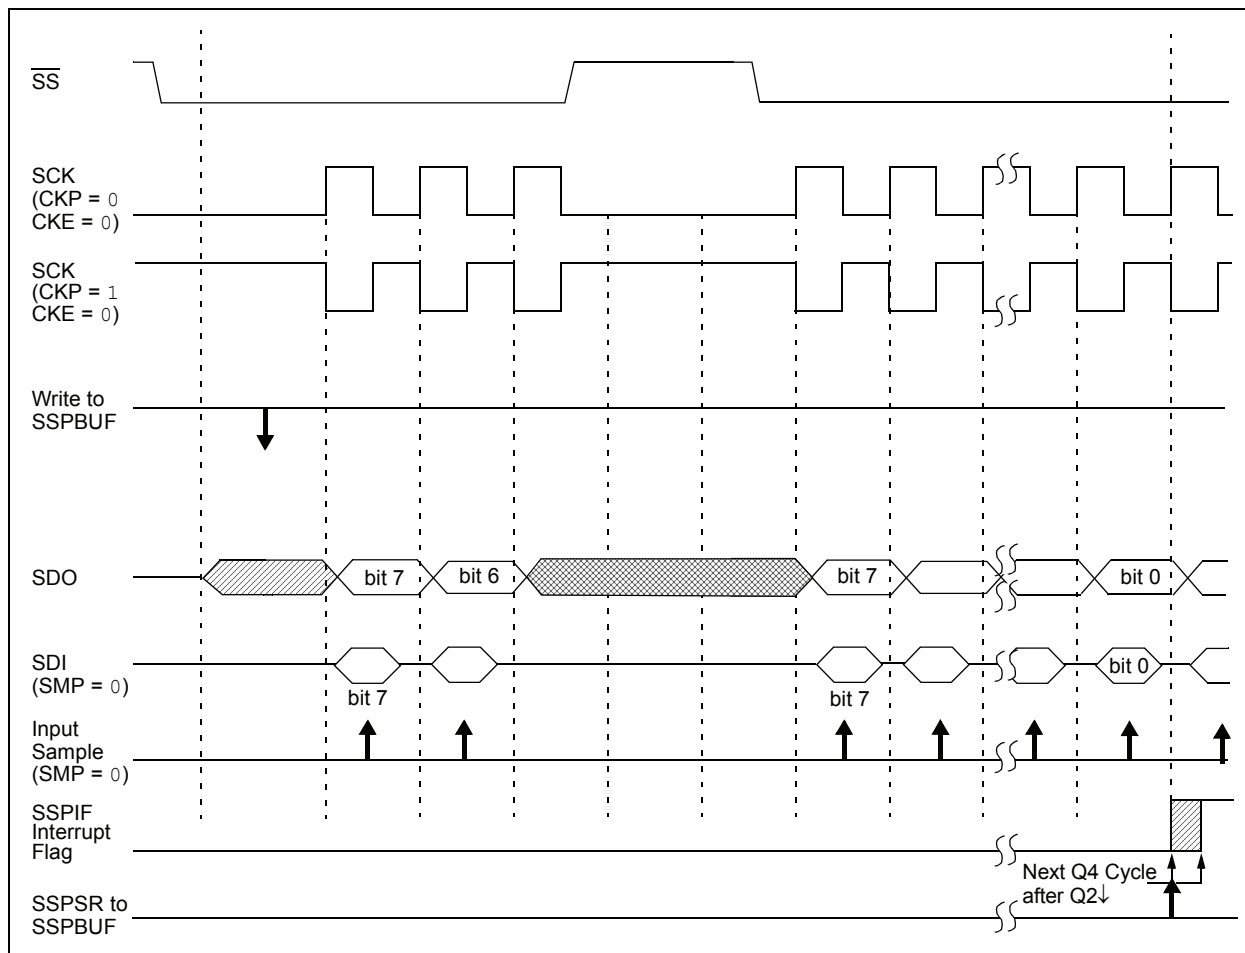 SS
SCK
(CKP = 0
CKE = 0)
SCK
(CKP = 1
CKE = 0)
Write to
SSPBUF
SDO
bit 7
bit 6
bit 7
bit 0
SDI
(SMP = 0)
bit 7
bit 7
bit 0
Input
Sample
(SMP = 0)
SSPIF
Interrupt
Flag
Next Q4 Cycle
after Q2↓
SSPSR to
SSPBUF